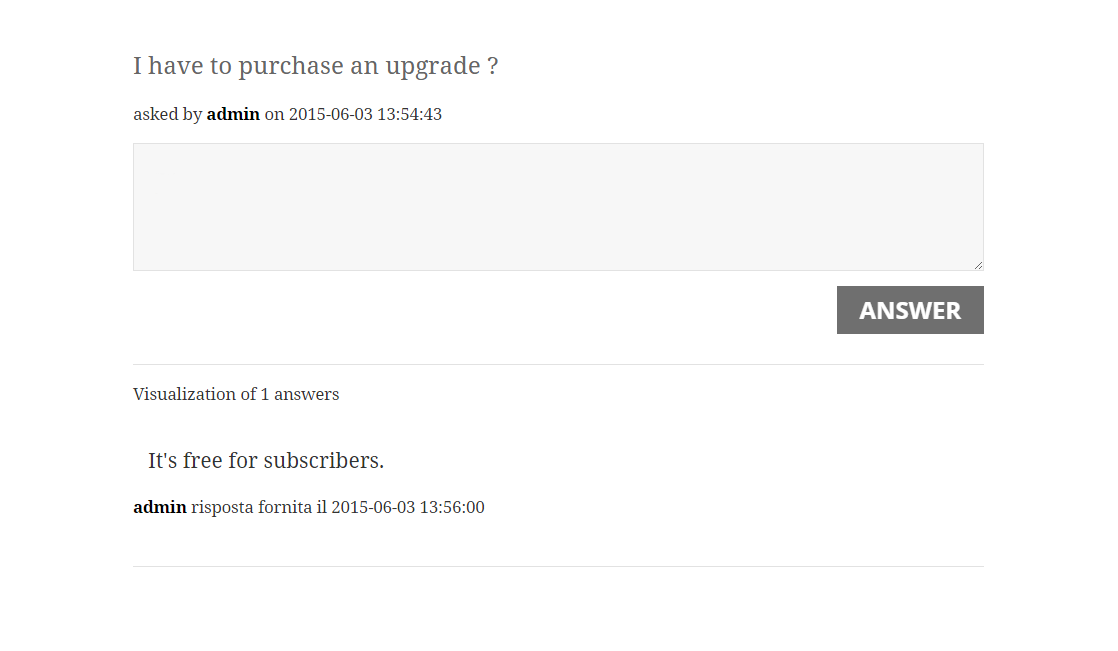 I have to purchase an upgrade ?
asked by admin on 2015-06-03 13:54:43
ANSWER
Visualization of 1 answers
It's free for subscribers.
admin risposta fornita il 2015-06-03 13:56:00